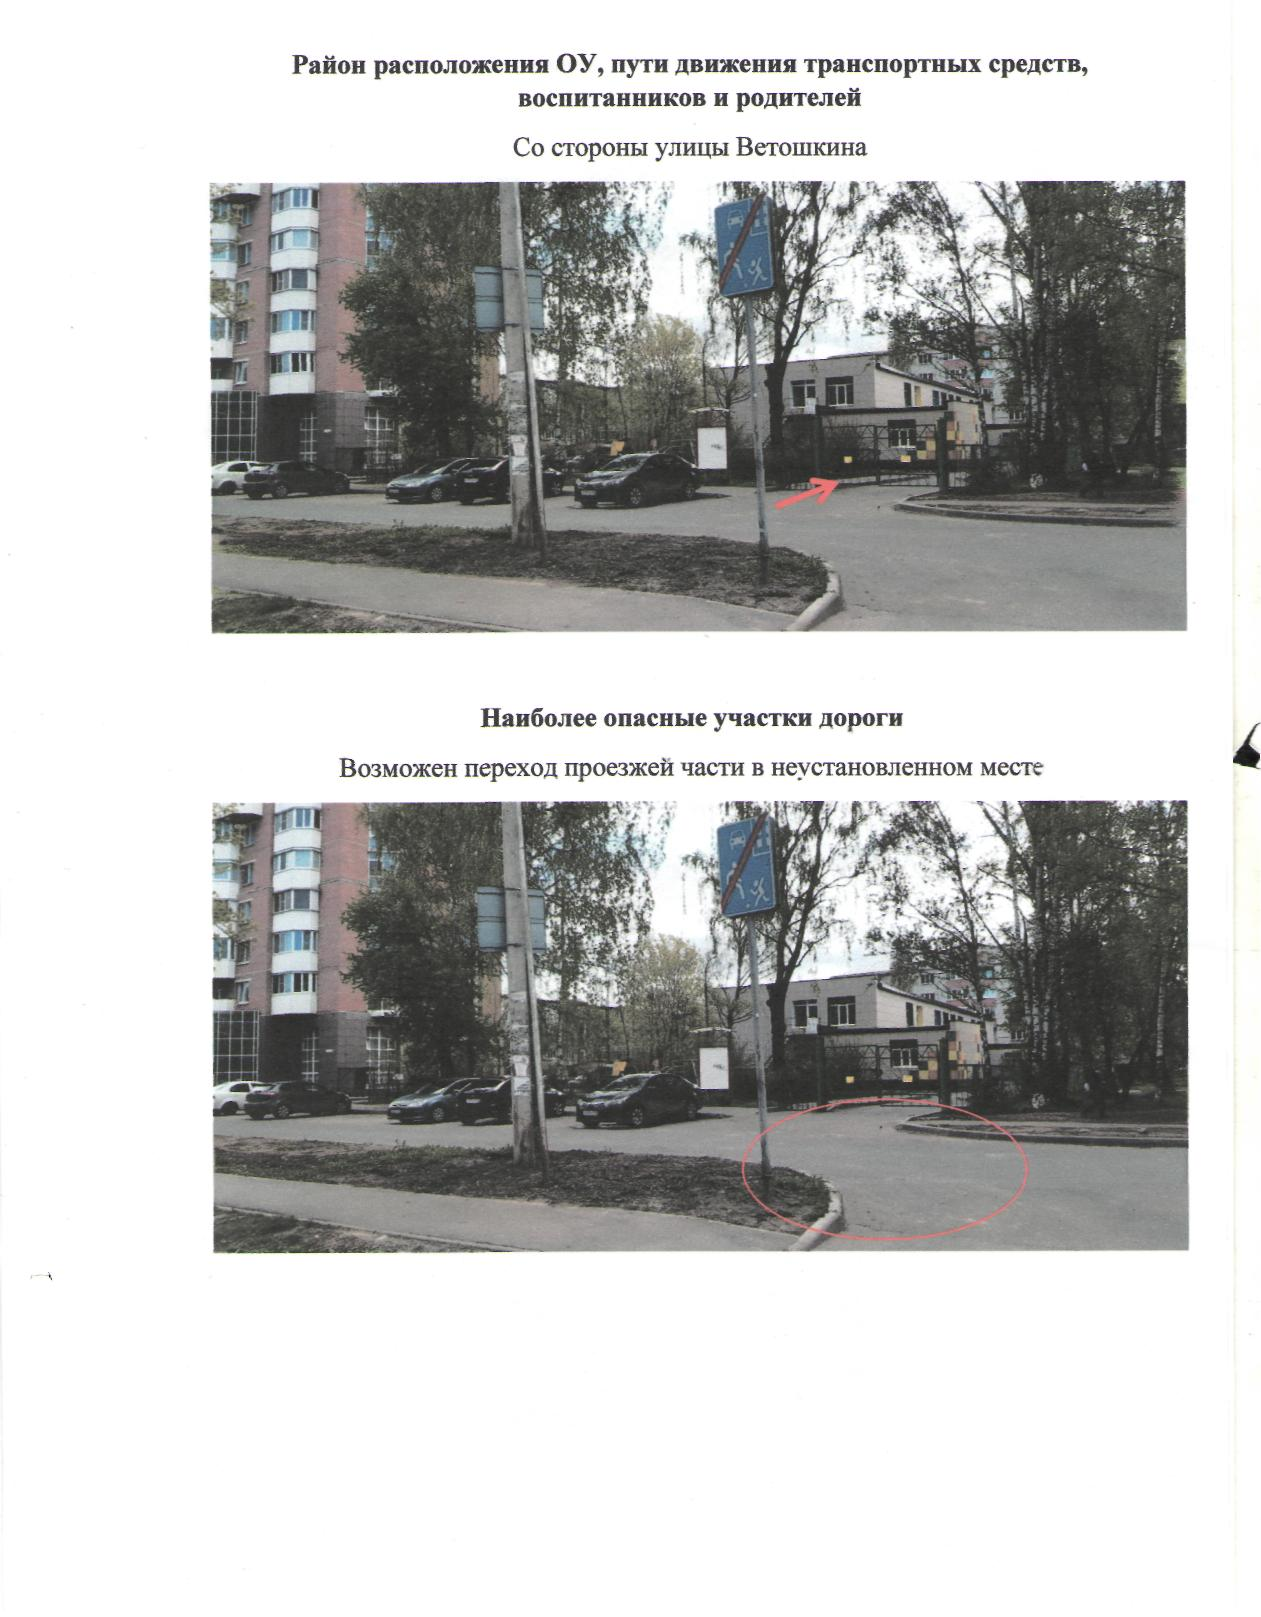 Район расположения ОУ, пути движения транспортных средств,
воспитанников и родителей
Со стороны улицы Ветошкина
Наиболее опасные участки дороги
Возможен переход проезжей части в неустановленном месте